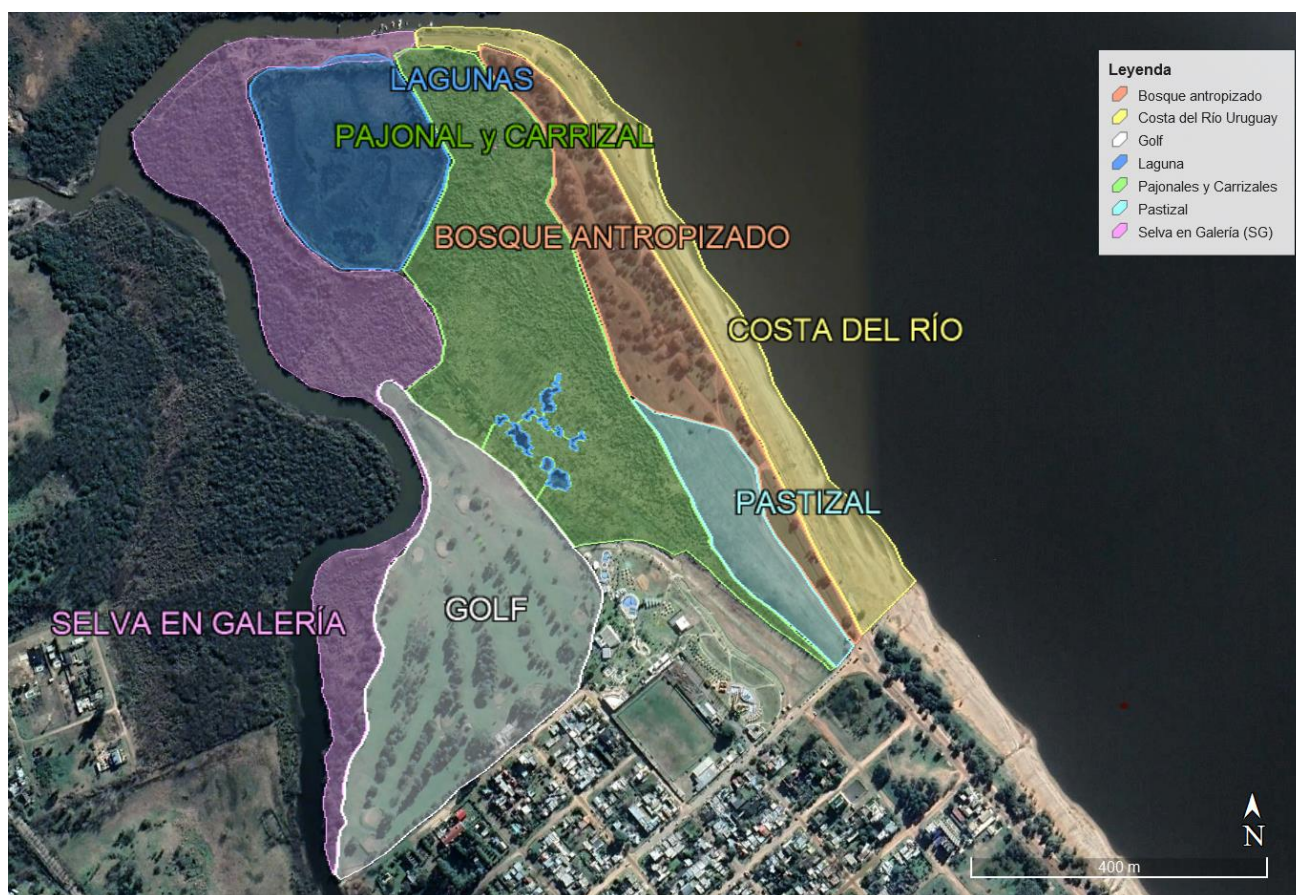 LAGUNAS
PAJONAL y CARRIZAL
BOSQUE ANTROPIZADO
COSTA DEL RÍO
PASTIZAL
GOLF
SELVA EN GALERÍA
Leyenda
Bosque antropizado
Costa del Río Uruguay
Golf
Laguna
Pajonales y Carrizales
Pastizal
Selva en Galería (SG)
N
400 m